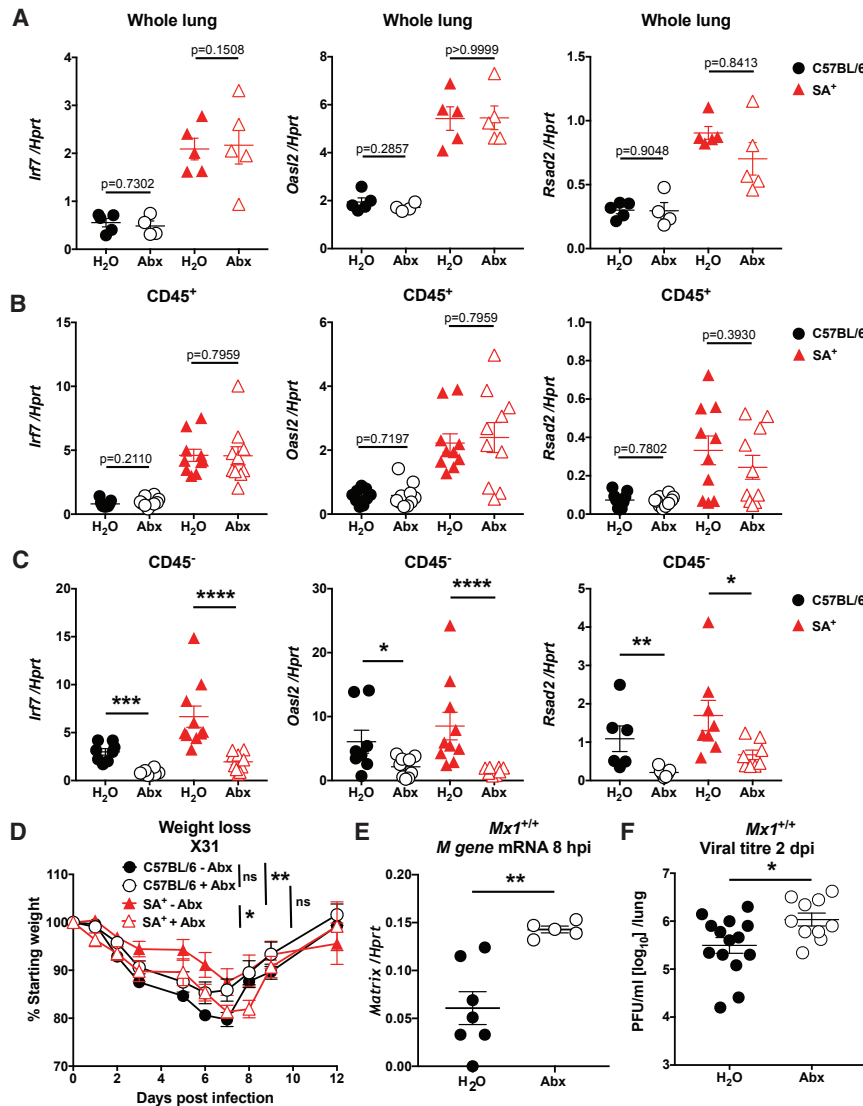 A
Whole lung
Whole lung
Whole lung
Irf7 /Hprt
4
3
2
1
0
p=0.7302
p=0.1508
H2O
Abx
H2O
Abx
Oasl2 /Hprt
8
6
4
2
0
p=0.2857
p>0.9999
H2O
Abx
H2O
Abx
Rsad2 /Hprt
1.5
1.0
0.5
0.0
p=0.9048
p=0.8413
H2O
Abx
H2O
Abx
C57BL/6
SA+
B
CD45+
CD45+
CD45+
Irf7 /Hprt
15
10
5
0
p=0.2110
p=0.7959
H2O
Abx
H2O
Abx
Oasl2 /Hprt
6
4
2
0
p=0.7197
p=0.7959
H2O
Abx
H2O
Abx
Rsad2 /Hprt
1.0
0.8
0.6
0.4
0.2
0.0
p=0.7802
p=0.3930
H2O
Abx
H2O
Abx
C57BL/6
SA+
C
CD45-
CD45-
CD45-
Irf7 /Hprt
20
15
10
5
0
***
****
H2O
Abx
H2O
Abx
Oasl2 /Hprt
30
20
10
0
*
****
H2O
Abx
H2O
Abx
Rsad2 /Hprt
5
4
3
2
1
0
**
*
H2O
Abx
H2O
Abx
C57BL/6
SA+
D
Weight loss
X31
C57BL/6 - Abx
C57BL/6 + Abx
SA+ - Abx
SA+ + Abx
ns
*
**
ns
% Starting weight
110
100
90
80
70
0 2 4 6 8 10 12
Days post infection
E
Mx1+/+
M gene mRNA 8 hpi
**
Matrix /Hprt
0.20
0.15
0.10
0.05
0.00
H2O
Abx
F
Mx1+/+
Viral titre 2 dpi
*
PFU/ml [log10] /lung
8
7
6
5
4
3
H2O
Abx